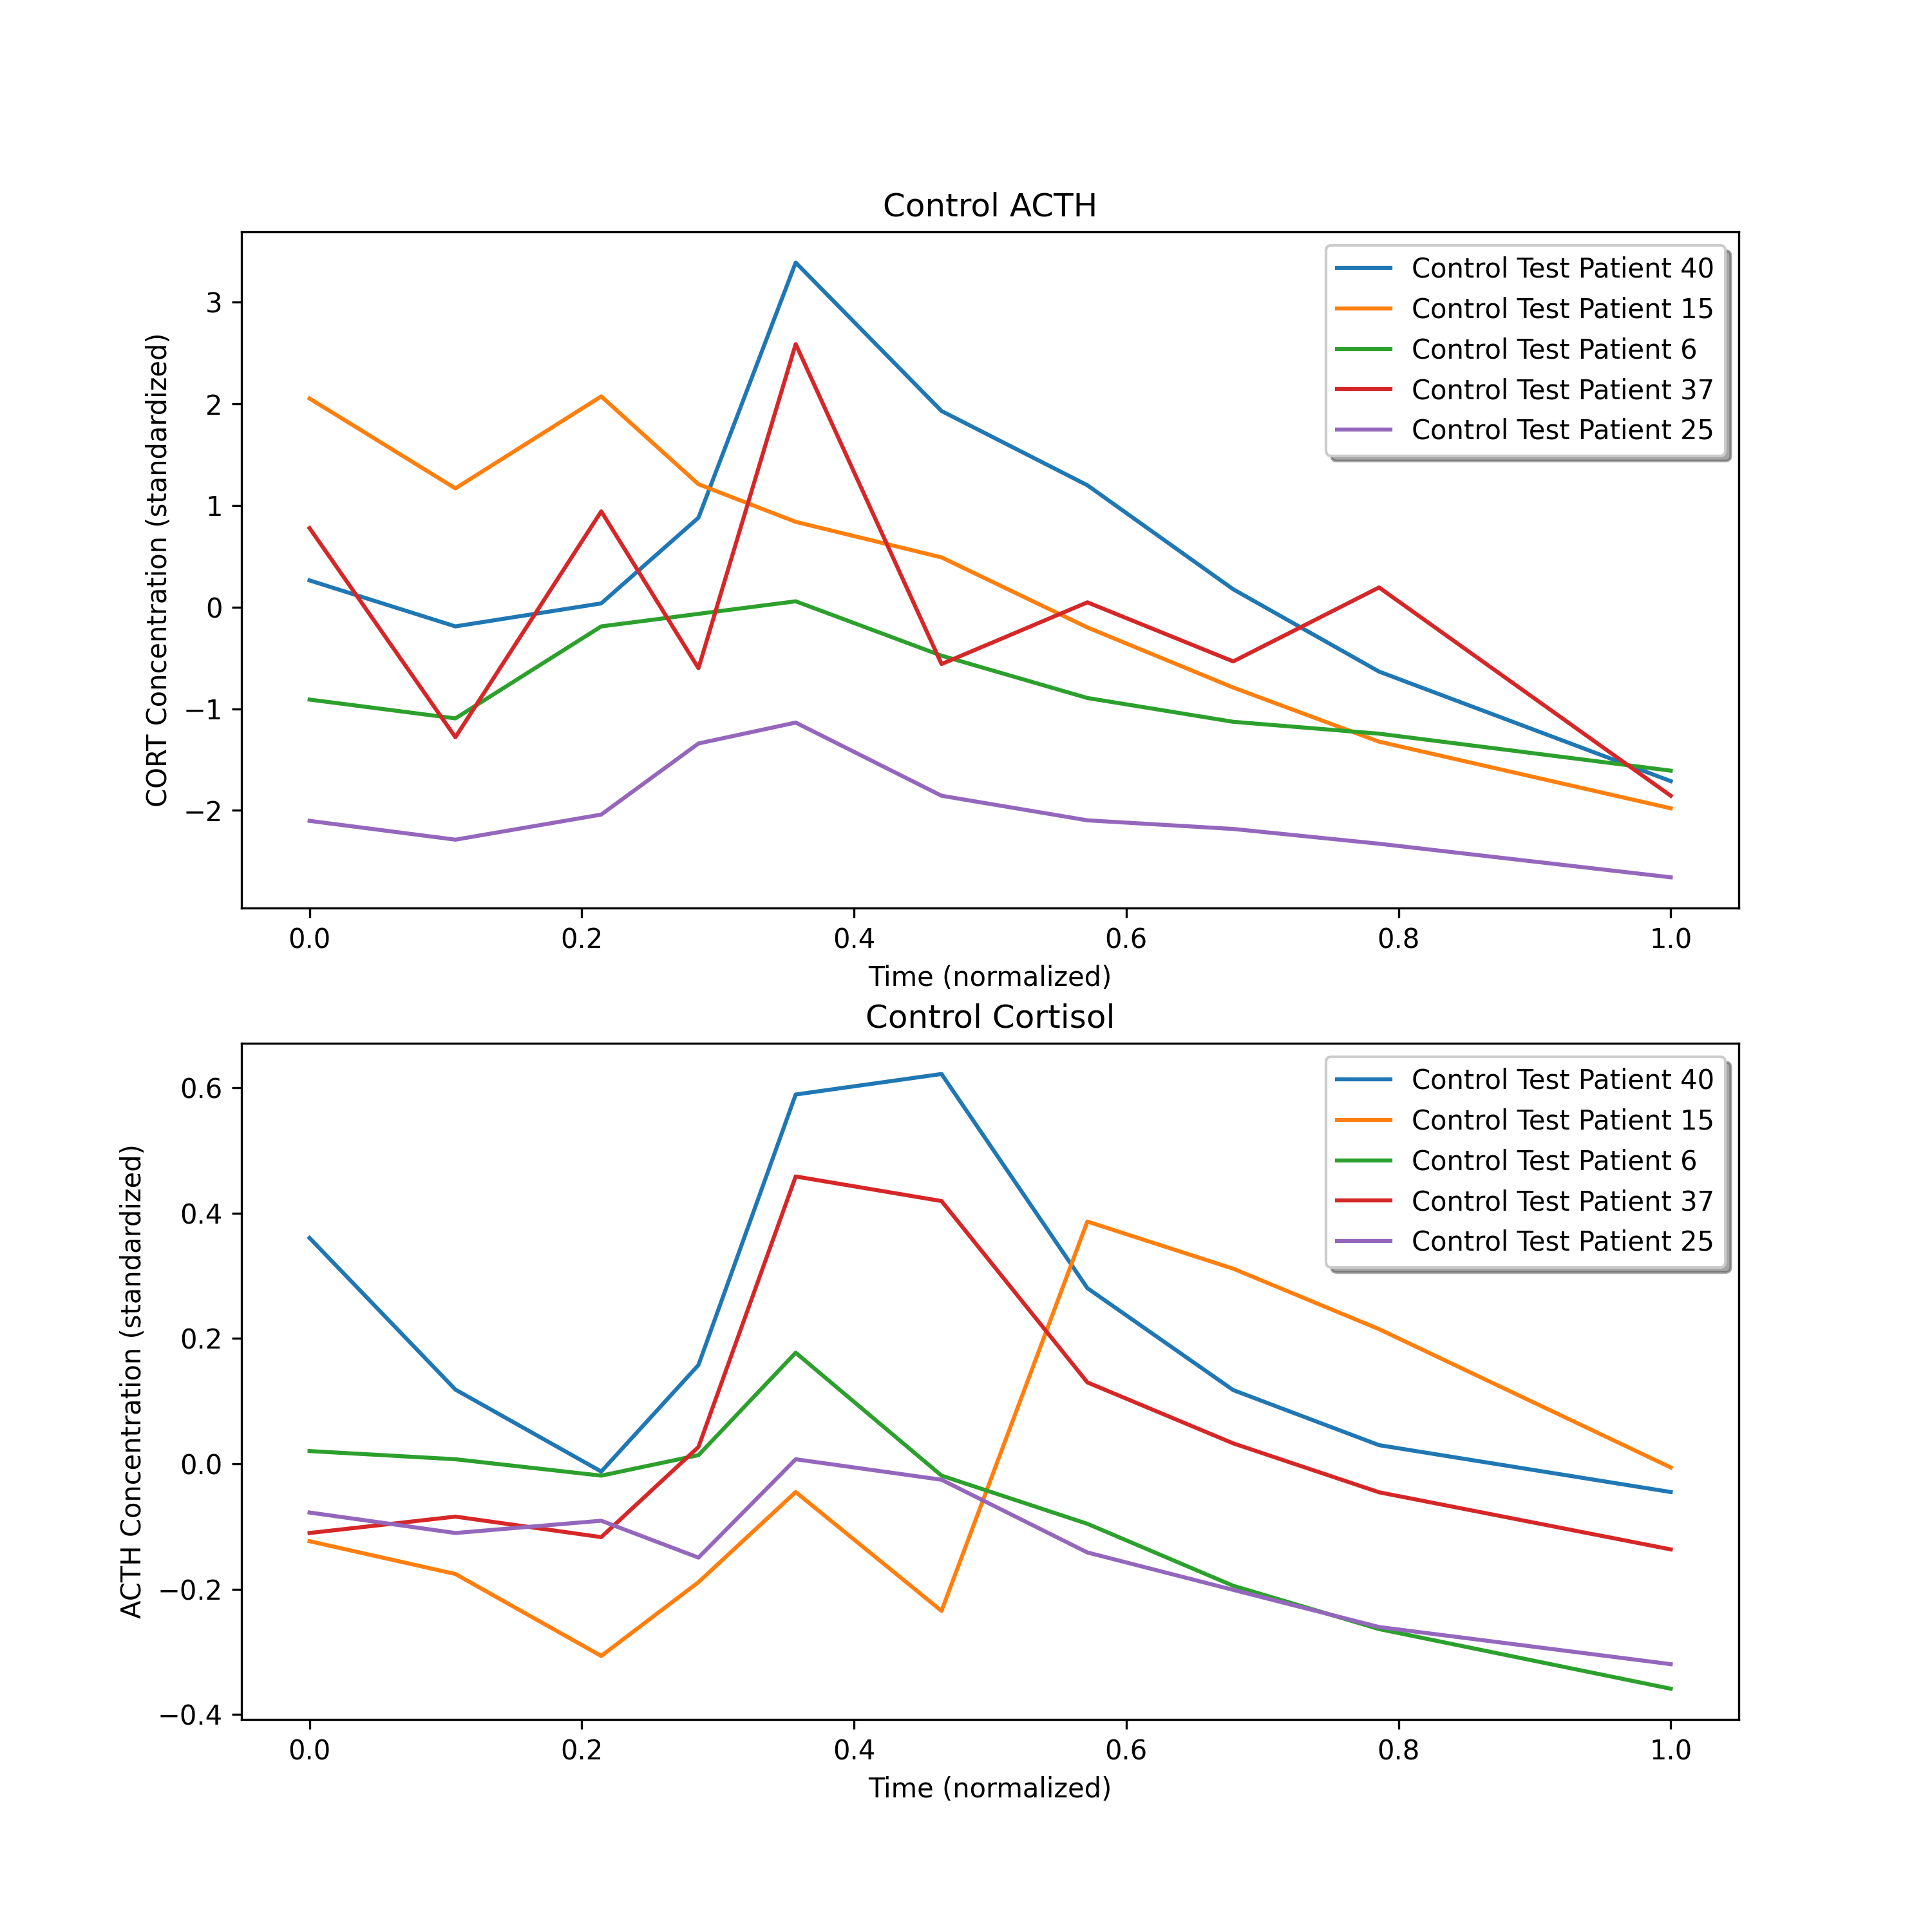 Control ACTH
CORT Concentration (standardized)
3
2
1
0
−1
−2
Control Test Patient 40
Control Test Patient 15
Control Test Patient 6
Control Test Patient 37
Control Test Patient 25
0.0 0.2 0.4 0.6 0.8 1.0
Time (normalized)
Control Cortisol
ACTH Concentration (standardized)
0.6
0.4
0.2
0.0
−0.2
−0.4
Control Test Patient 40
Control Test Patient 15
Control Test Patient 6
Control Test Patient 37
Control Test Patient 25
0.0 0.2 0.4 0.6 0.8 1.0
Time (normalized)